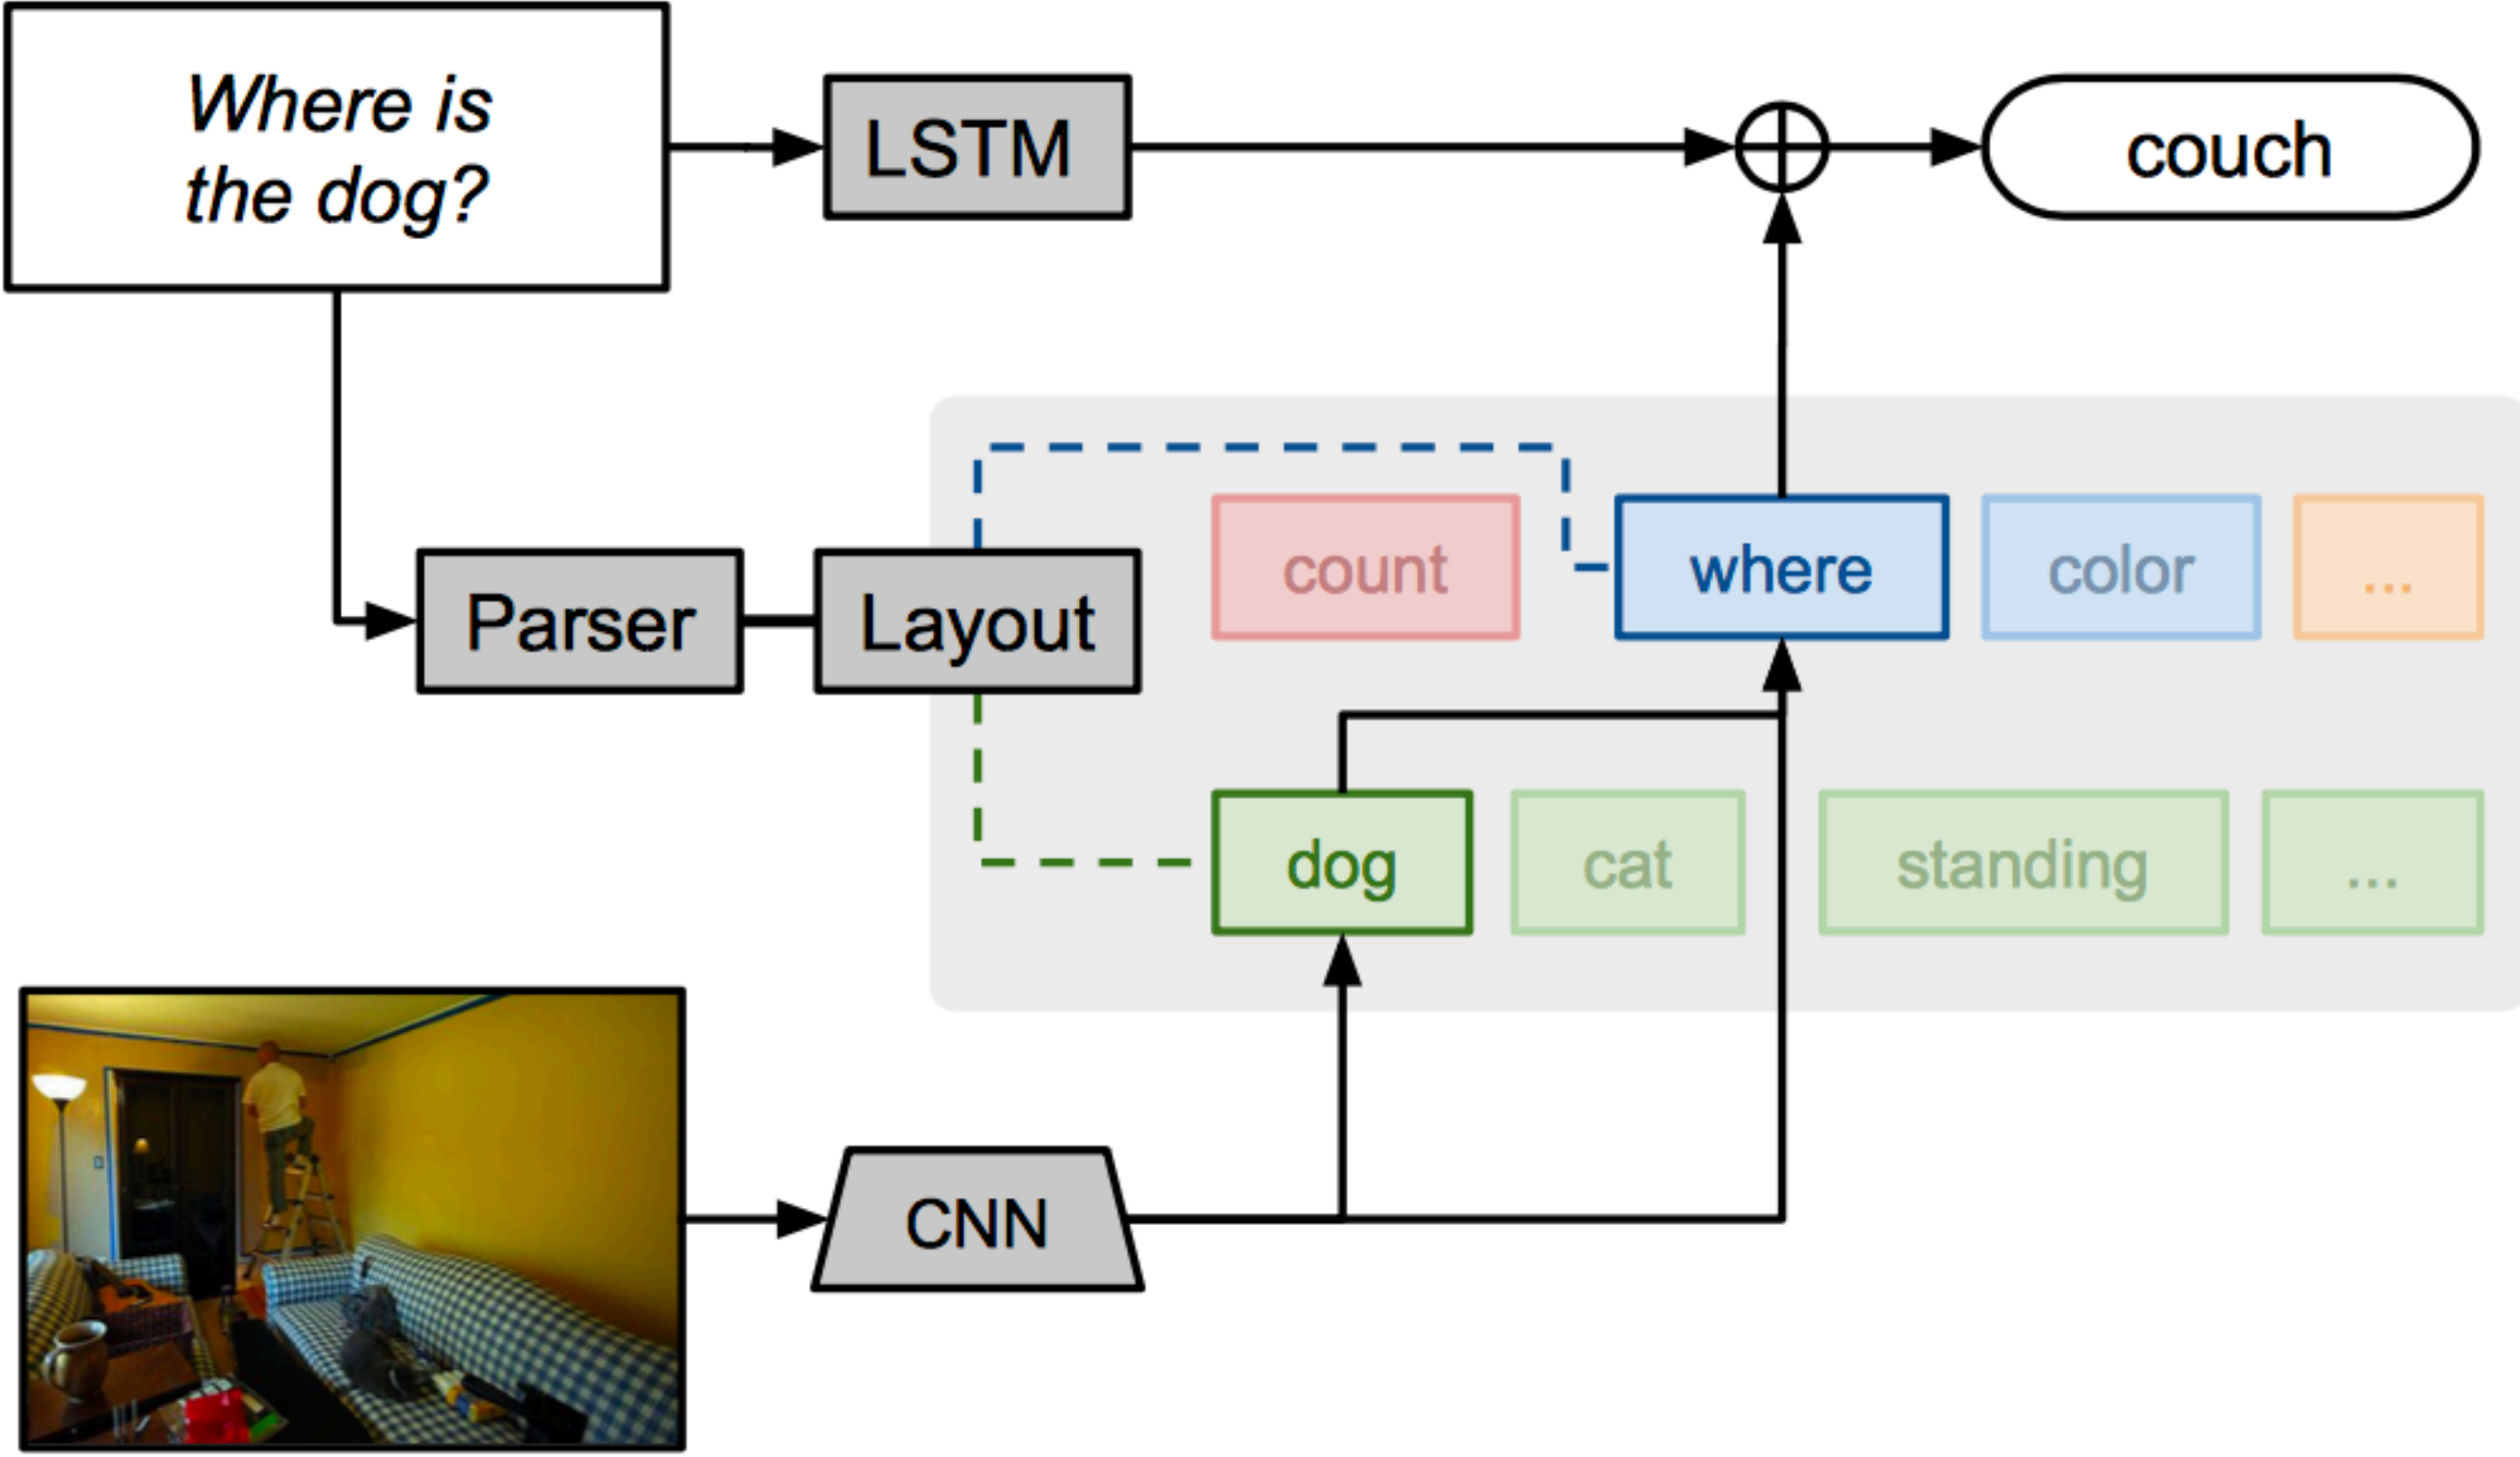 Where is
the dog?
LSTM
couch
count
where
color
...
Parser
Layout
dog
cat
standing
...
CNN